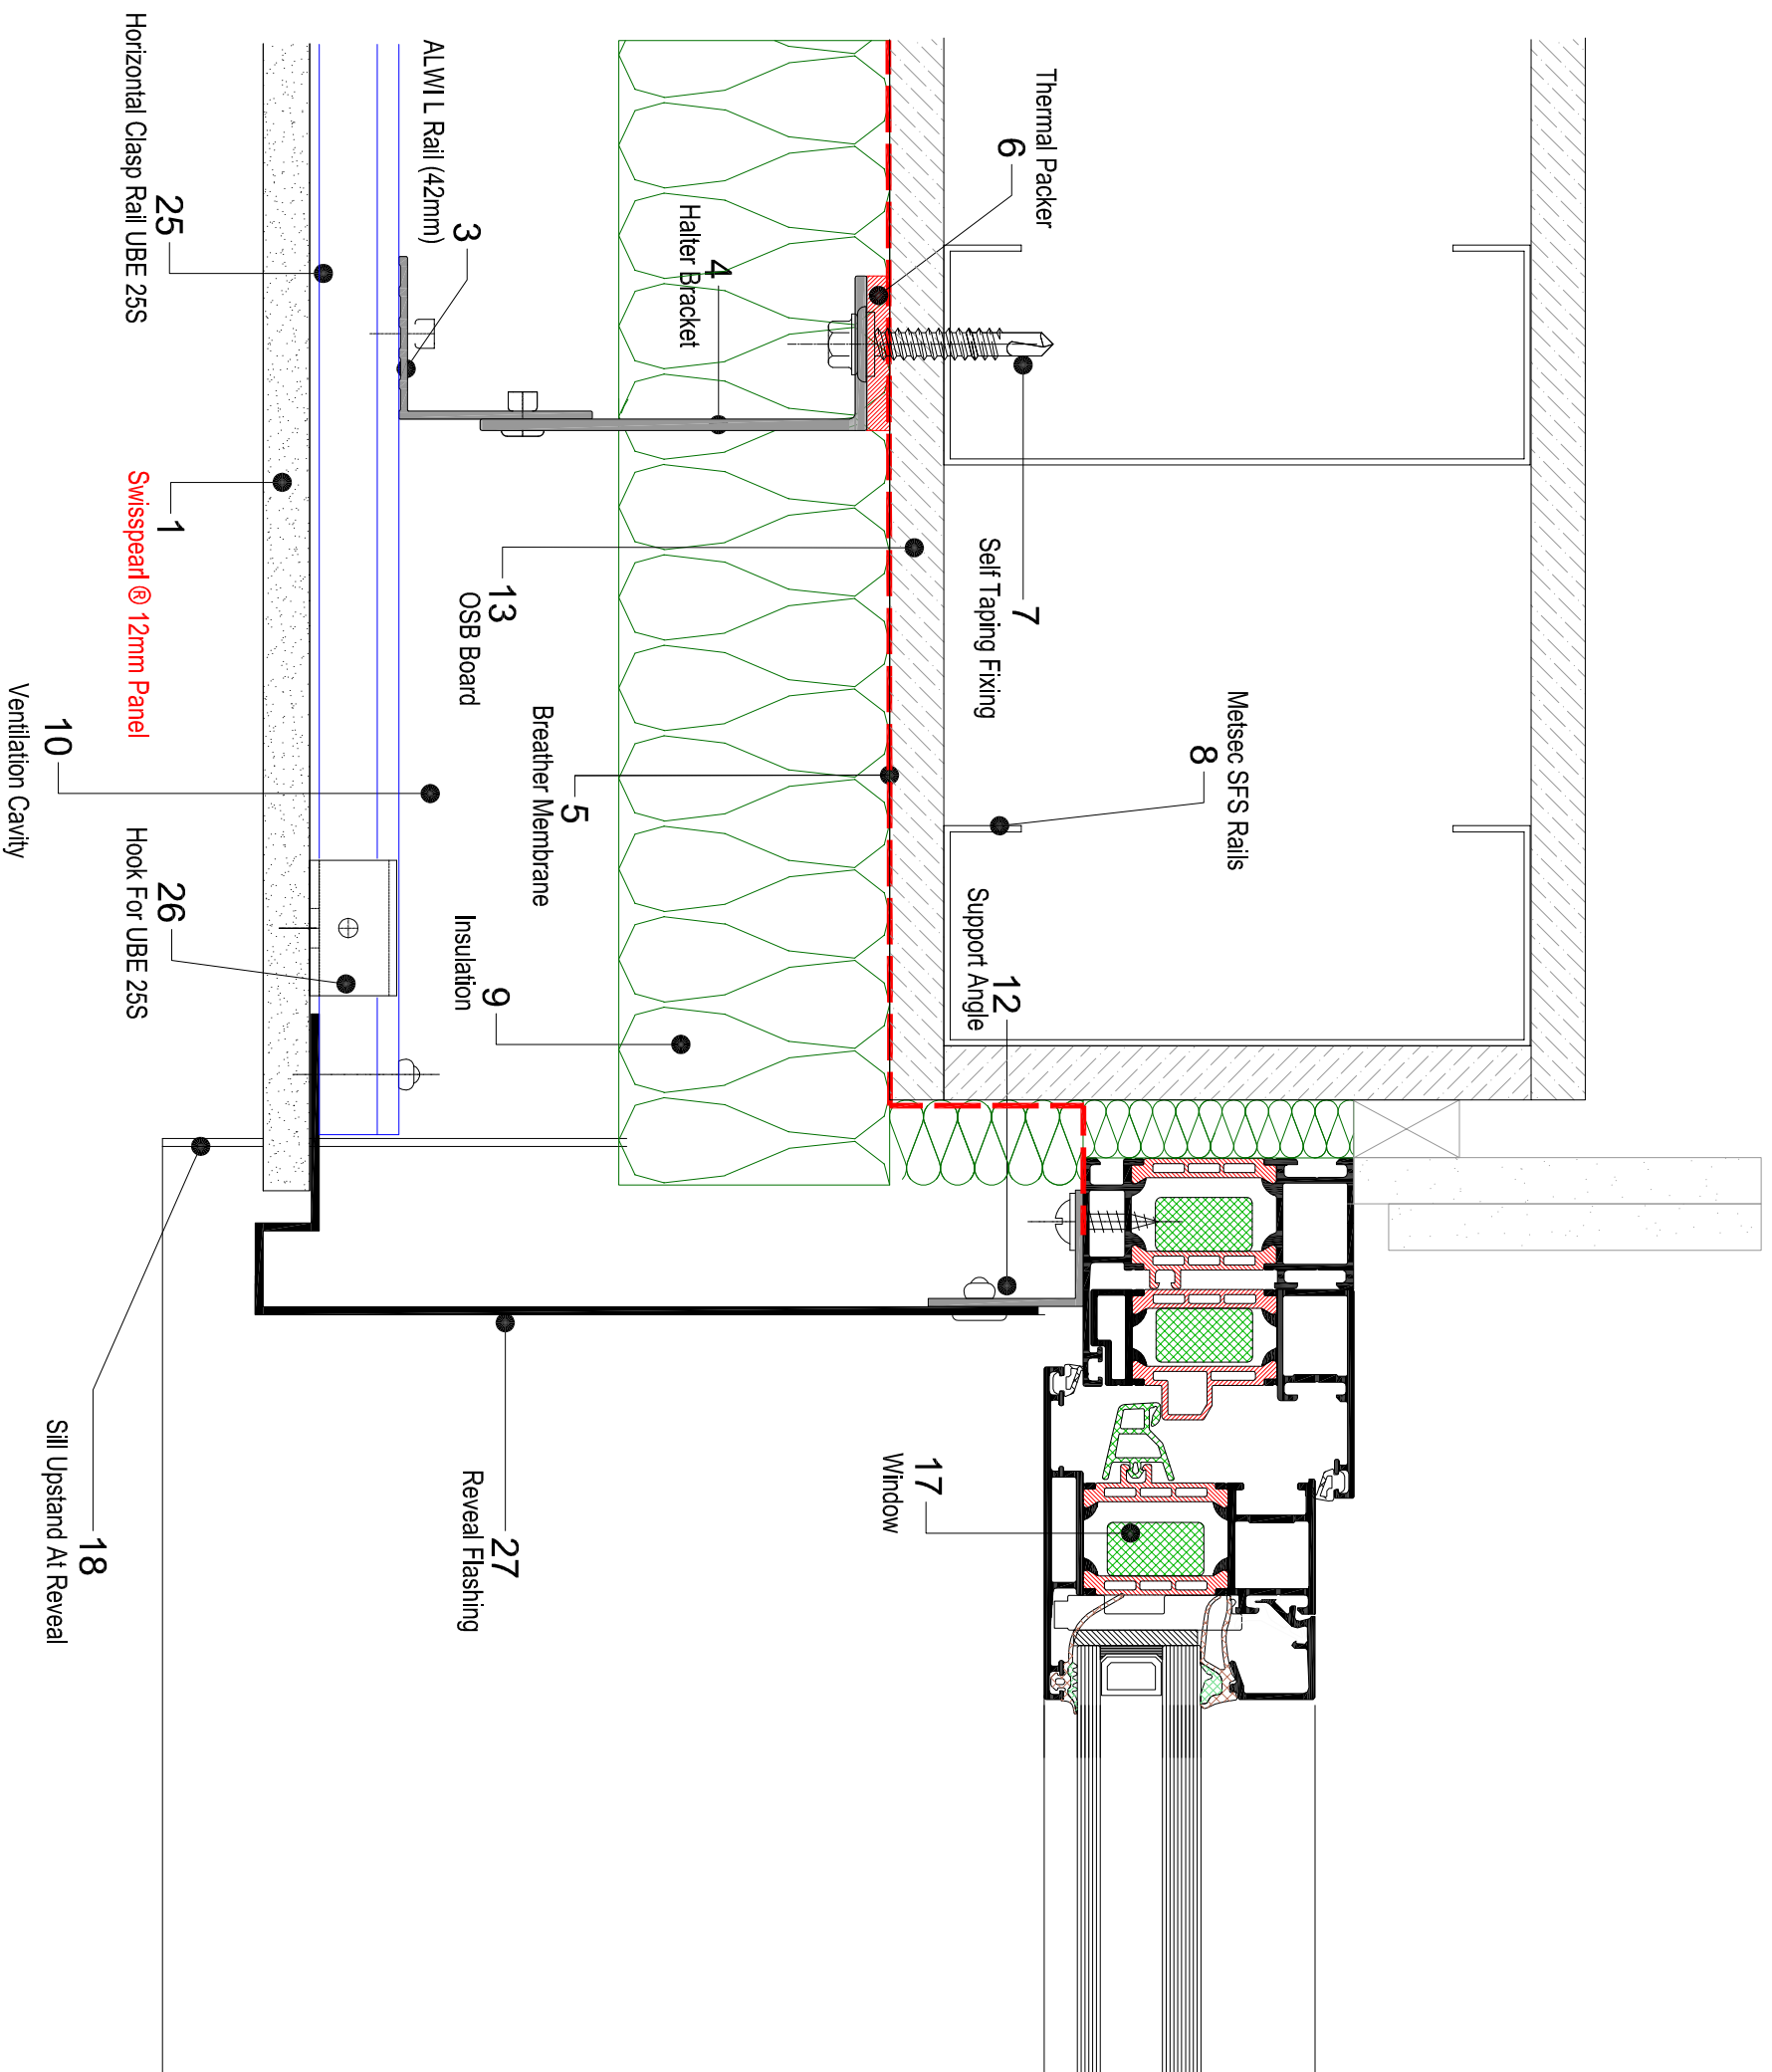 Metsec SFS Rails
8
Thermal Packer
6
7
Self Taping Fixing
Support Angle
12
17
Window
Breather Membrane
5
Halter Bracket
4
13
OSB Board
Insulation
9
27
Reveal Flashing
ALWI L Rail (42mm)
3
25
Horizontal Clasp Rail UBE 25S
1
Swisspearl® 12mm Panel
26
Hook For UBE 25S
18
Sill Upstand At Reveal
10
Ventilation Cavity